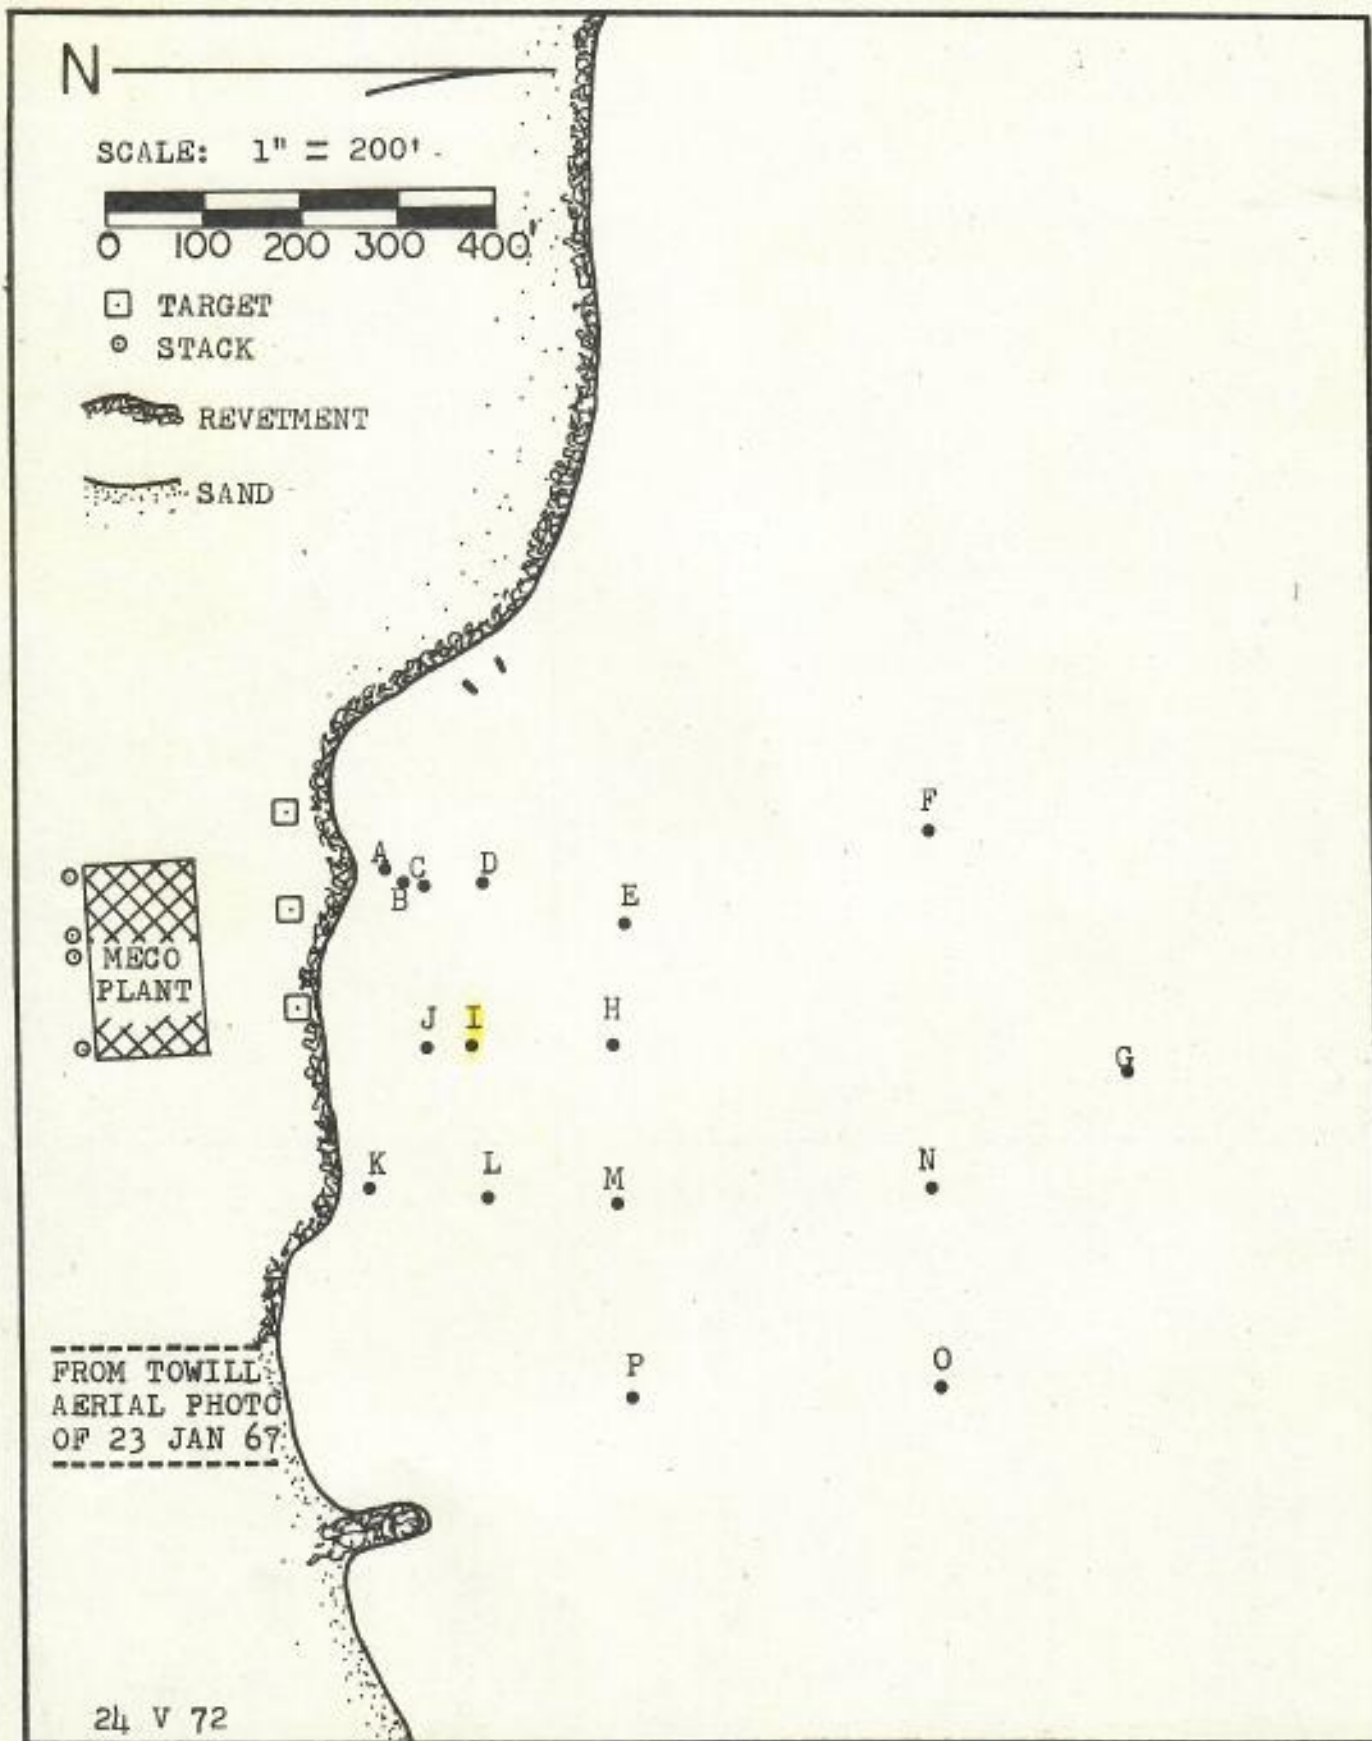 N
SCALE: 1" = 200'
0 100 200 300 400'
TARGET
STACK
REVETMENT
SAND
F
A
C
D
B
E
MECO
PLANT
J
I
H
G
K
L
M
N
P
O
FROM TOWILL
AERIAL PHOTO
OF 23 JAN 67
24 V 72